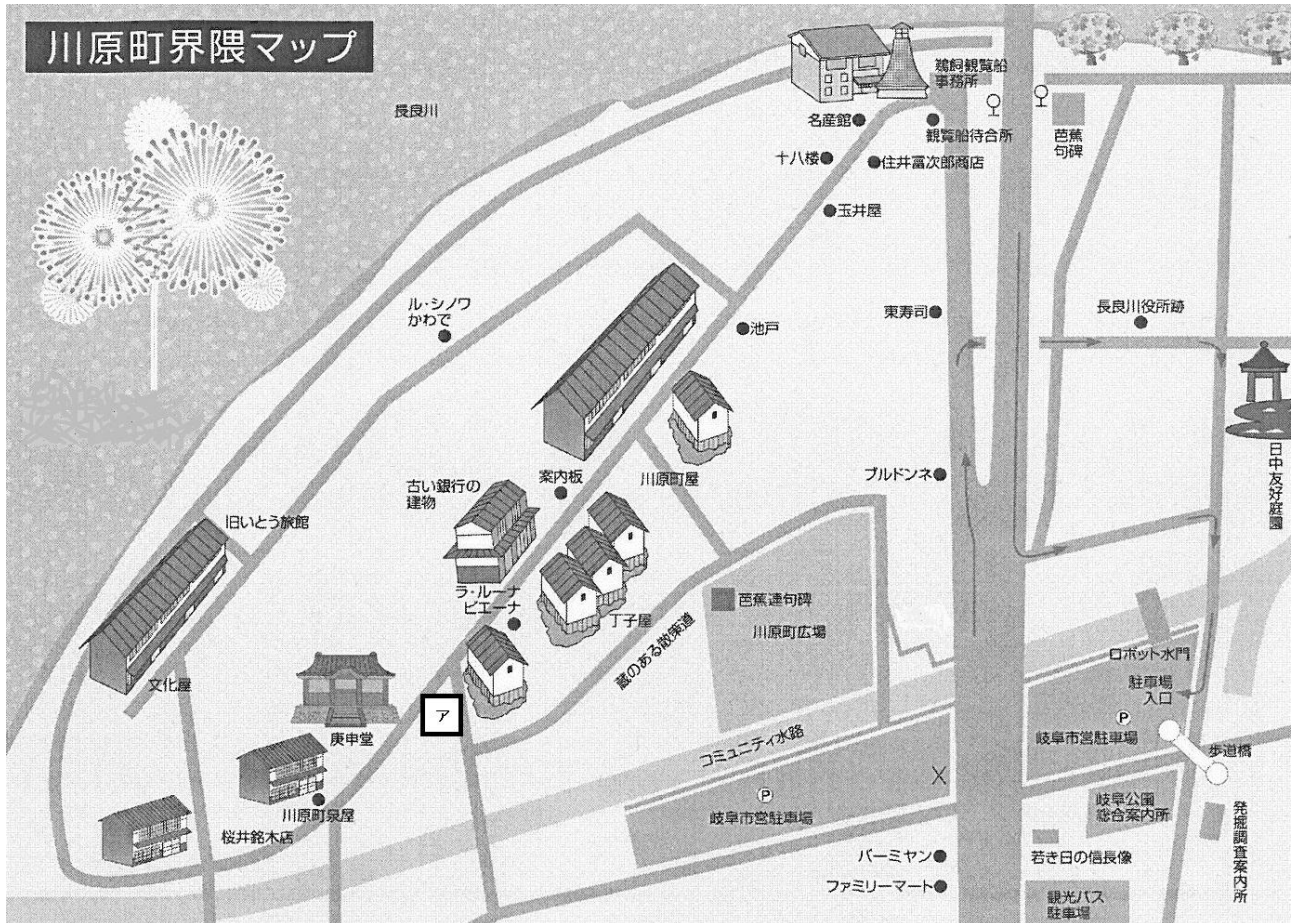 川原町界隈マップ
長良川
鵜飼観覧船
事務所
名産館
観覧船待合所
芭蕉
句碑
十八楼
住井冨次郎商店
玉井屋
ル・シノワ
かわで
池戸
東寿司
長良川役所跡
日中友好庭園
川原町屋
案内板
古い銀行の
建物
ブルドンネ
旧いとう旅館
ラ・ルーナ
ピエーナ
丁子屋
蔵のある散策道
芭蕉連句碑
川原町広場
ロボット水門
駐車場
入口
文化屋
庚申堂
ア
コミュニティ水路
P
岐阜市営駐車場
歩道橋
X
P
岐阜市営駐車場
川原町泉屋
桜井銘木店
岐阜公園
総合案内所
発掘調査案内所
バーミヤン
若き日の信長像
ファミリーマート
観光バス
駐車場